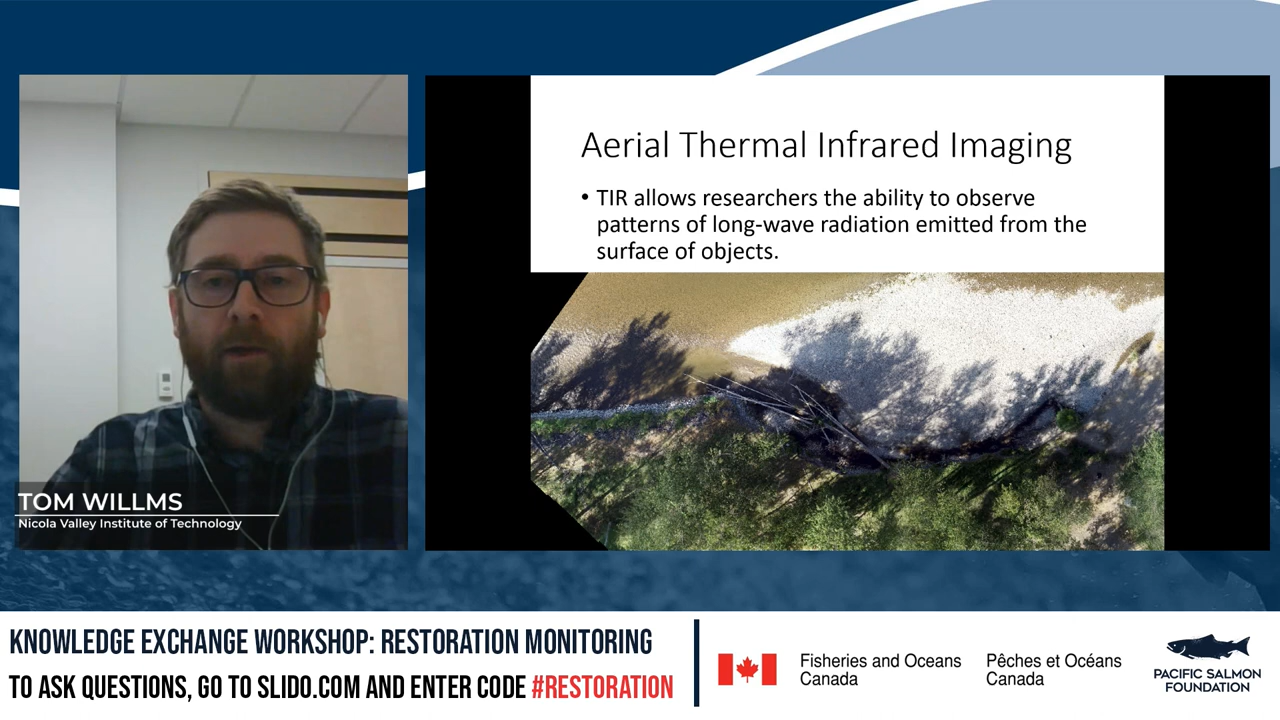 Aerial Thermal Infrared Imaging
• TIR allows researchers the ability to observe
patterns of long-wave radiation emitted from the
surface of objects.
TOM WILLMS
Nicola Valley Institute of Technology
KNOWLEDGE EXCHANGE WORKSHOP: RESTORATION MONITORING
TO ASK QUESTIONS, GO TO SLIDO.COM AND ENTER CODE #RESTORATION
Fisheries and Oceans
Canada
Pêches et Océans
Canada
PACIFIC SALMON
FOUNDATION